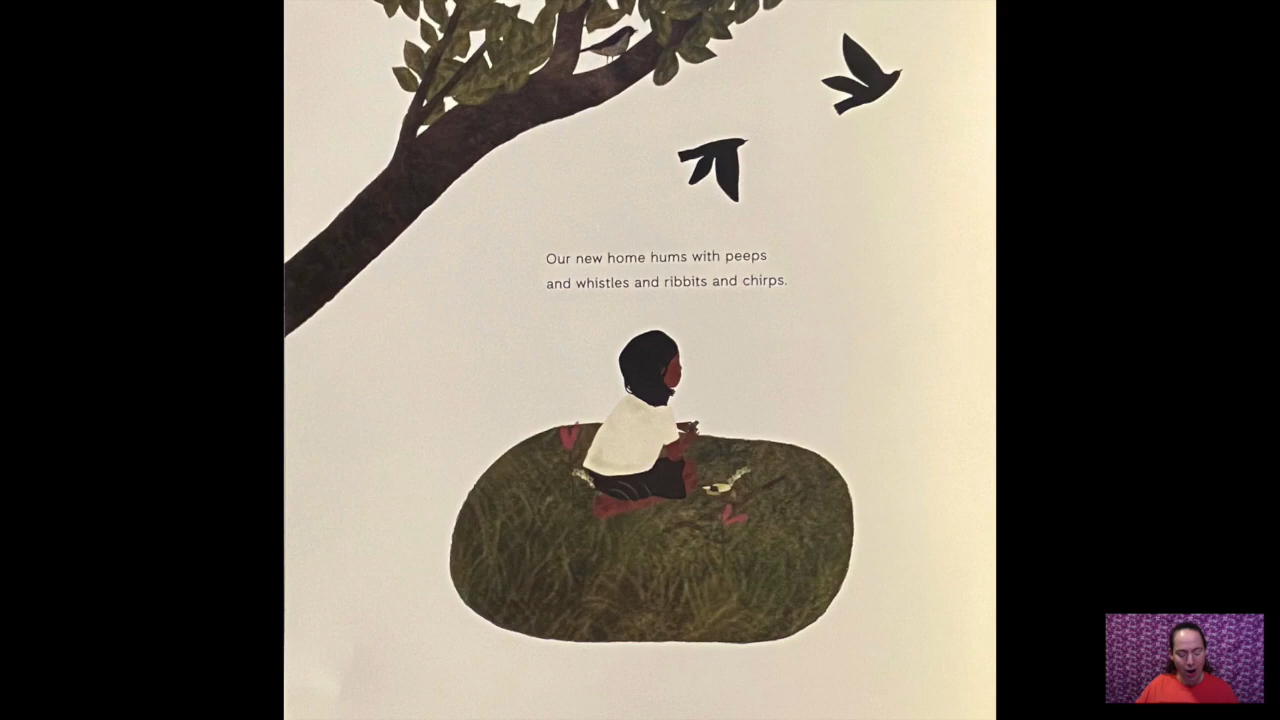 Our new home hums with peeps
and whistles and ribbits and chirps.